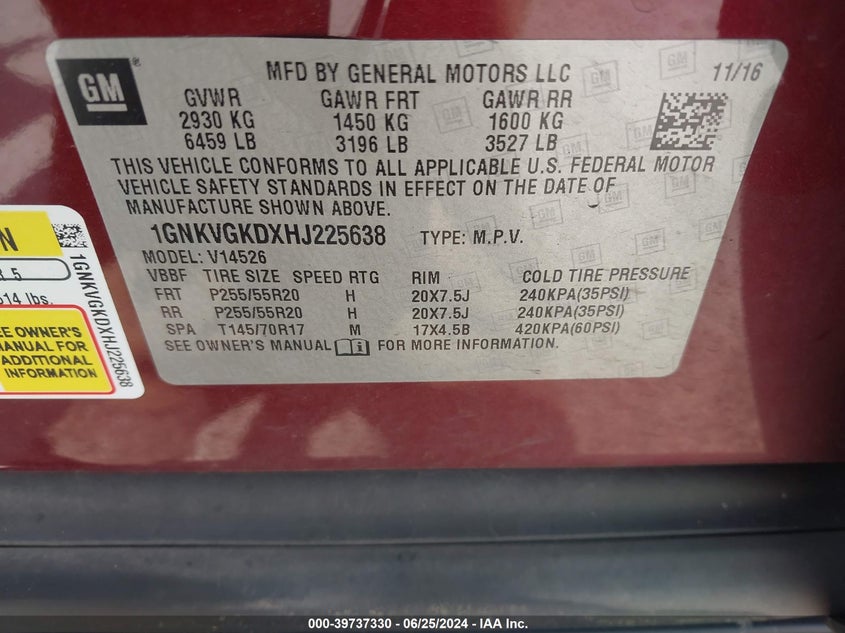 GM
MFD BY GENERAL MOTORS LLC 11/16
GVWR GAWR FRT GAWR RR
2930 KG 1450 KG 1600 KG
6459 LB 3196 LB 3527 LB
THIS VEHICLE CONFORMS TO ALL APPLICABLE U.S. FEDERAL MOTOR
VEHICLE SAFETY STANDARDS IN EFFECT ON THE DATE OF
MANUFACTURE SHOWN ABOVE.
1GNKVGKDXHJ225638 TYPE: M.P.V.
MODEL: V14526
VBBF TIRE SIZE SPEED RTG RIM COLD TIRE PRESSURE
FRT P255/55R20 H 20X7.5J 240KPA(35PSI)
RR P255/55R20 H 20X7.5J 240KPA(35PSI)
SPA T145/70R17 M 17X4.5B 420KPA(60PSI)
SEE OWNER'S MANUAL FOR MORE INFORMATION.
N
R 5
614 lbs.
SEE OWNER'S
MANUAL FOR
ADDITIONAL
INFORMATION
1GNKVGKDXHJ225638
000-39737330 - 06/25/2024 - IAA Inc.